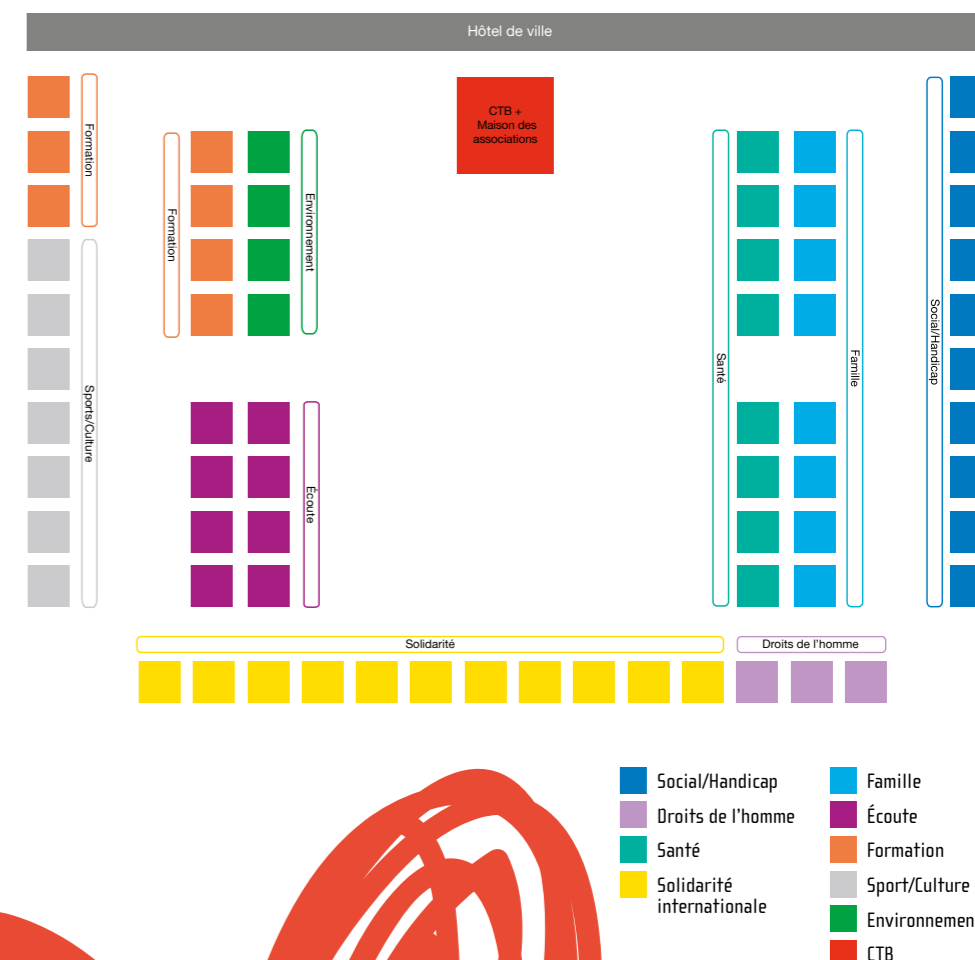 Hôtel de ville
CTB +
Maison des
associations
Formation
Formation
Environnement
Sports/Culture
Écoute
Santé
Famille
Social/Handicap
Solidarité
Droits de l'homme
Social/Handicap
Droits de l'homme
Santé
Solidarité
internationale
Famille
Écoute
Formation
Sport/Culture
Environnemen
CTB